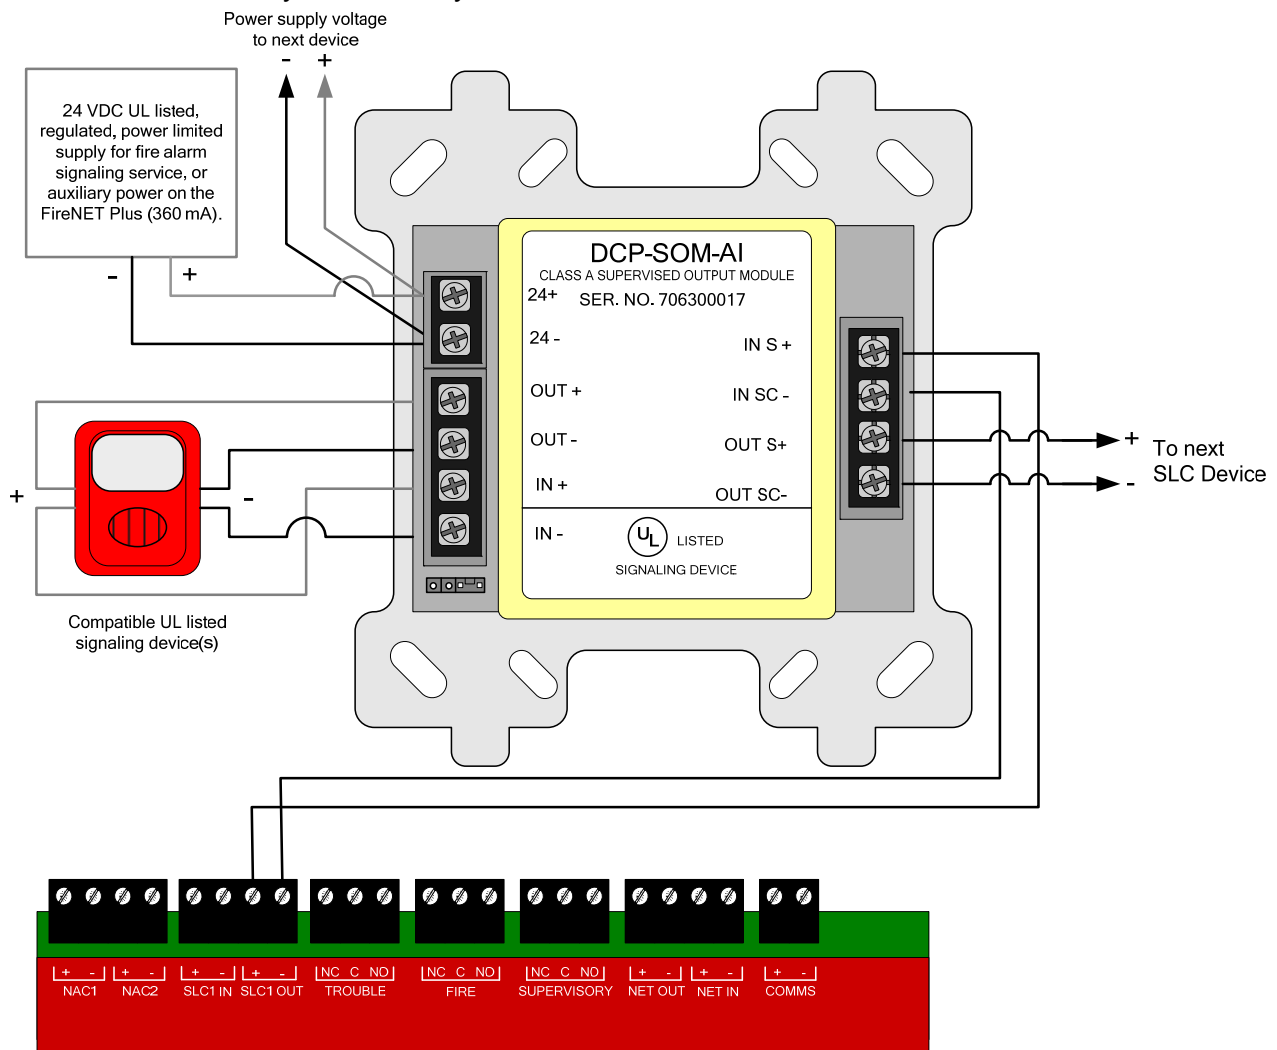 Power supply voltage
to next device
- +
24 VDC UL listed,
regulated, power limited
supply for fire alarm
signaling service, or
auxiliary power on the
FireNET Plus (360 mA).
- +
DCP-SOM-AI
CLASS A SUPERVISED OUTPUT MODULE
SER. NO. 706300017
24+
24 -
OUT +
OUT -
IN +
IN -
IN S +
IN SC -
OUT S+
OUT SC-
UL LISTED
SIGNALING DEVICE
+
-
To next
SLC Device
+ -
Compatible UL listed
signaling device(s)
+ - + - + - + - NC C NO NC C NO NC C NO + - + - + -
NAC1 NAC2 SLC1 IN SLC1 OUT TROUBLE FIRE SUPERVISORY NET OUT NET IN COMMS